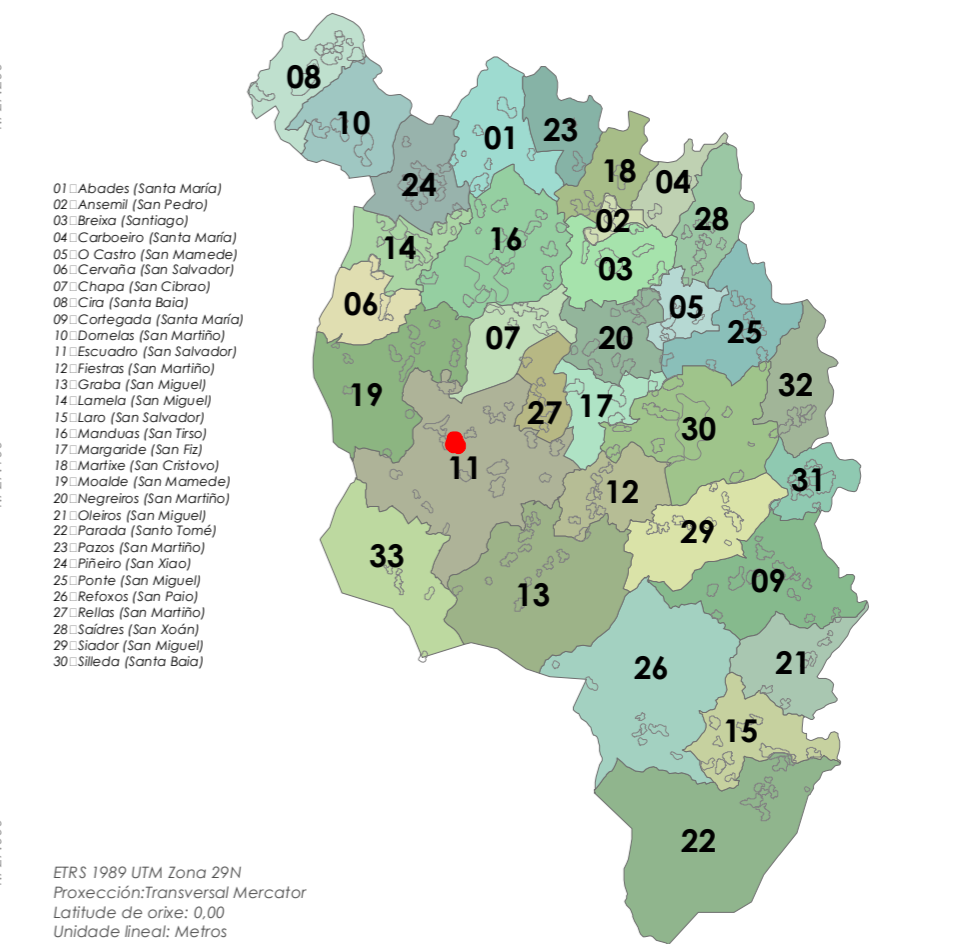 08
10
01
23
18
04
24
02
28
14
16
03
06
05
07
20
25
19
32
27
17
30
11
12
31
29
33
13
09
26
21
15
22
01 Abades (Santa María)
02 Ansemil (San Pedro)
03 Breixa (Santiago)
04 Carboeiro (Santa María)
05 O Castro (San Mamede)
06 Cervaña (San Salvador)
07 Chapa (San Cibrao)
08 Cira (Santa Baia)
09 Cortegada (Santa María)
10 Dornelas (San Martiño)
11 Escuadro (San Salvador)
12 Fiestras (San Martiño)
13 Graba (San Miguel)
14 Lamela (San Miguel)
15 Laro (San Salvador)
16 Manduas (San Tirso)
17 Margaride (San Fiz)
18 Martixe (San Cristovo)
19 Moalde (San Mamede)
20 Negreiros (San Martiño)
21 Oleiros (San Miguel)
22 Parada (Santo Tomé)
23 Pazos (San Martiño)
24 Piñeiro (San Xiao)
25 Ponte (San Miguel)
26 Refoxos (San Paio)
27 Rellas (San Martiño)
28 Saídres (San Xoán)
29 Siador (San Miguel)
30 Silleda (Santa Baia)
ETRS 1989 UTM Zona 29N
Proxección:Transversal Mercator
Latitude de orixe: 0,00
Unidade lineal: Metros